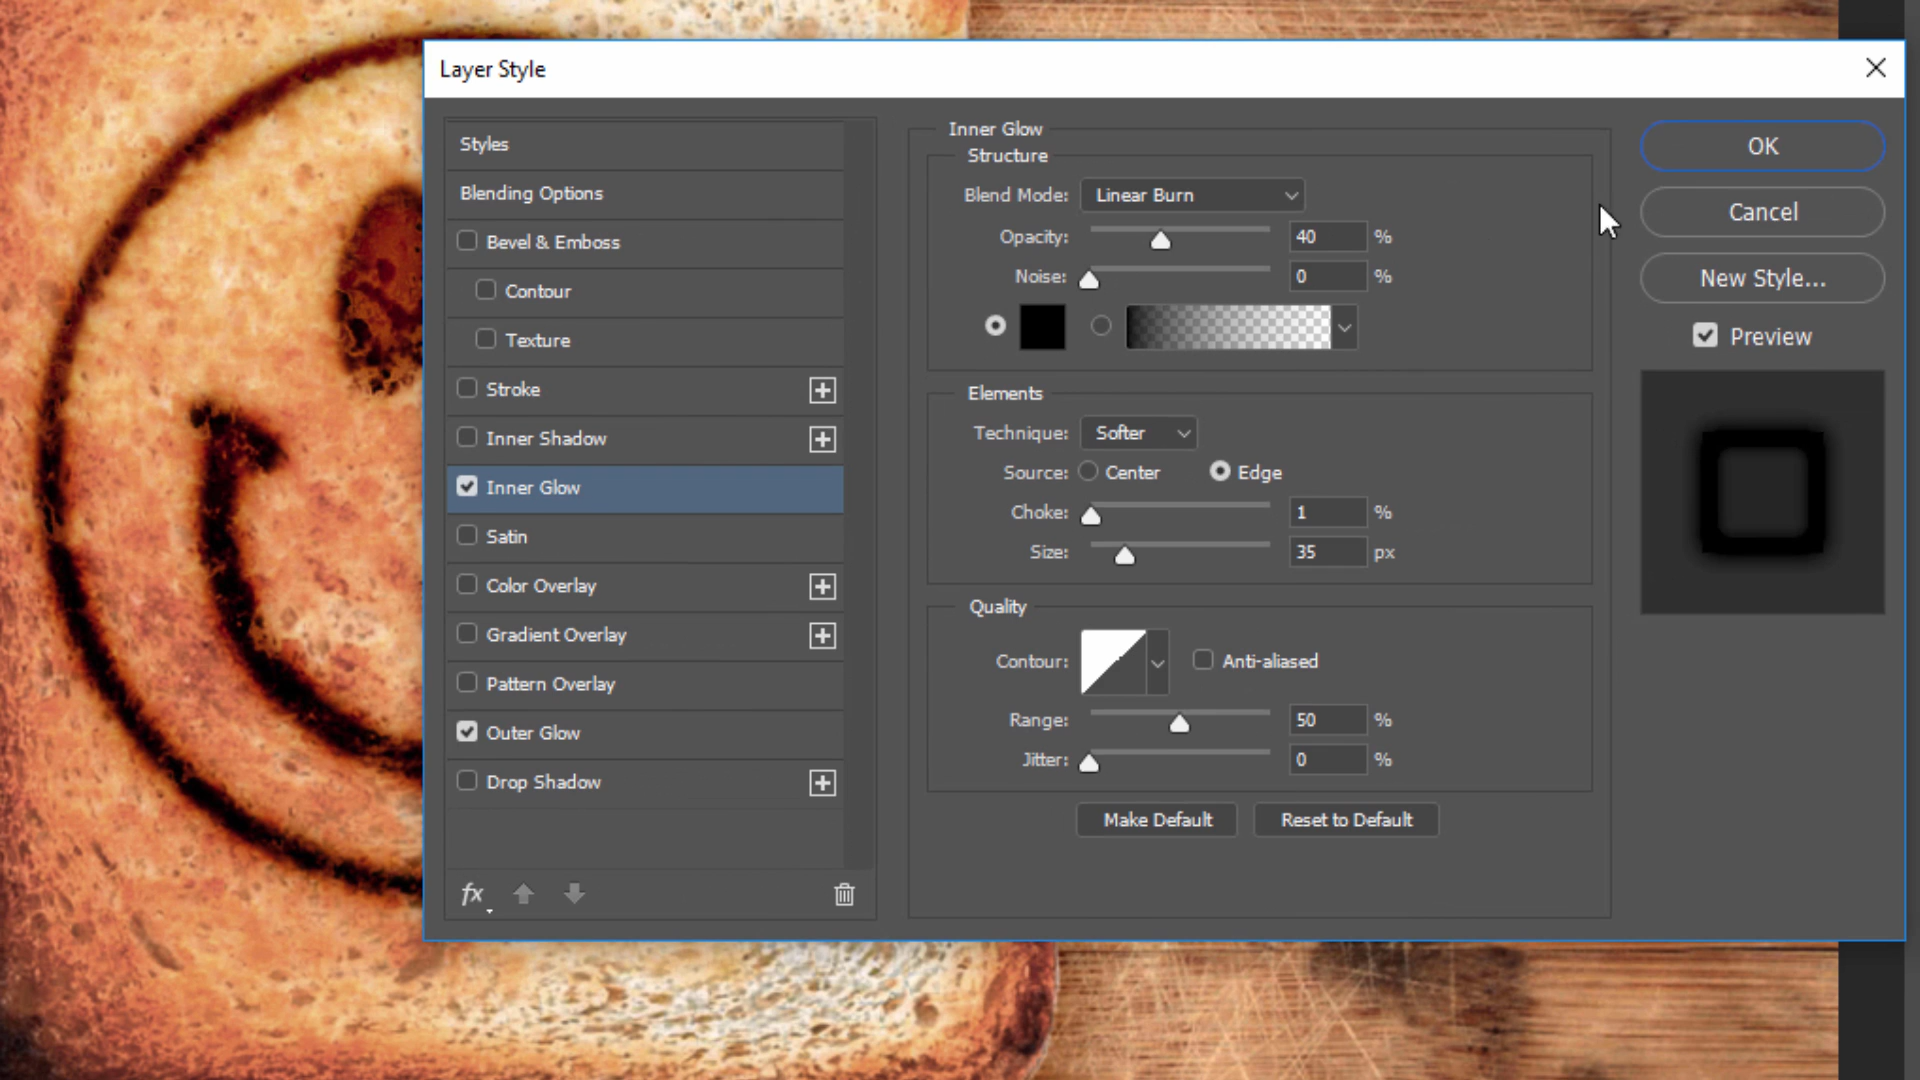 Layer Style
Styles
Blending Options
Bevel & Emboss
Contour
Texture
Stroke
Inner Shadow
Inner Glow
Satin
Color Overlay
Gradient Overlay
Pattern Overlay
Outer Glow
Drop Shadow
fx
Inner Glow
Structure
Blend Mode: Linear Burn
Opacity: 40 %
Noise: 0 %
Elements
Technique: Softer
Source: Center Edge
Choke: 1 %
Size: 35 px
Quality
Contour: Anti-aliased
Range: 50 %
Jitter: 0 %
Make Default Reset to Default
OK
Cancel
New Style...
Preview